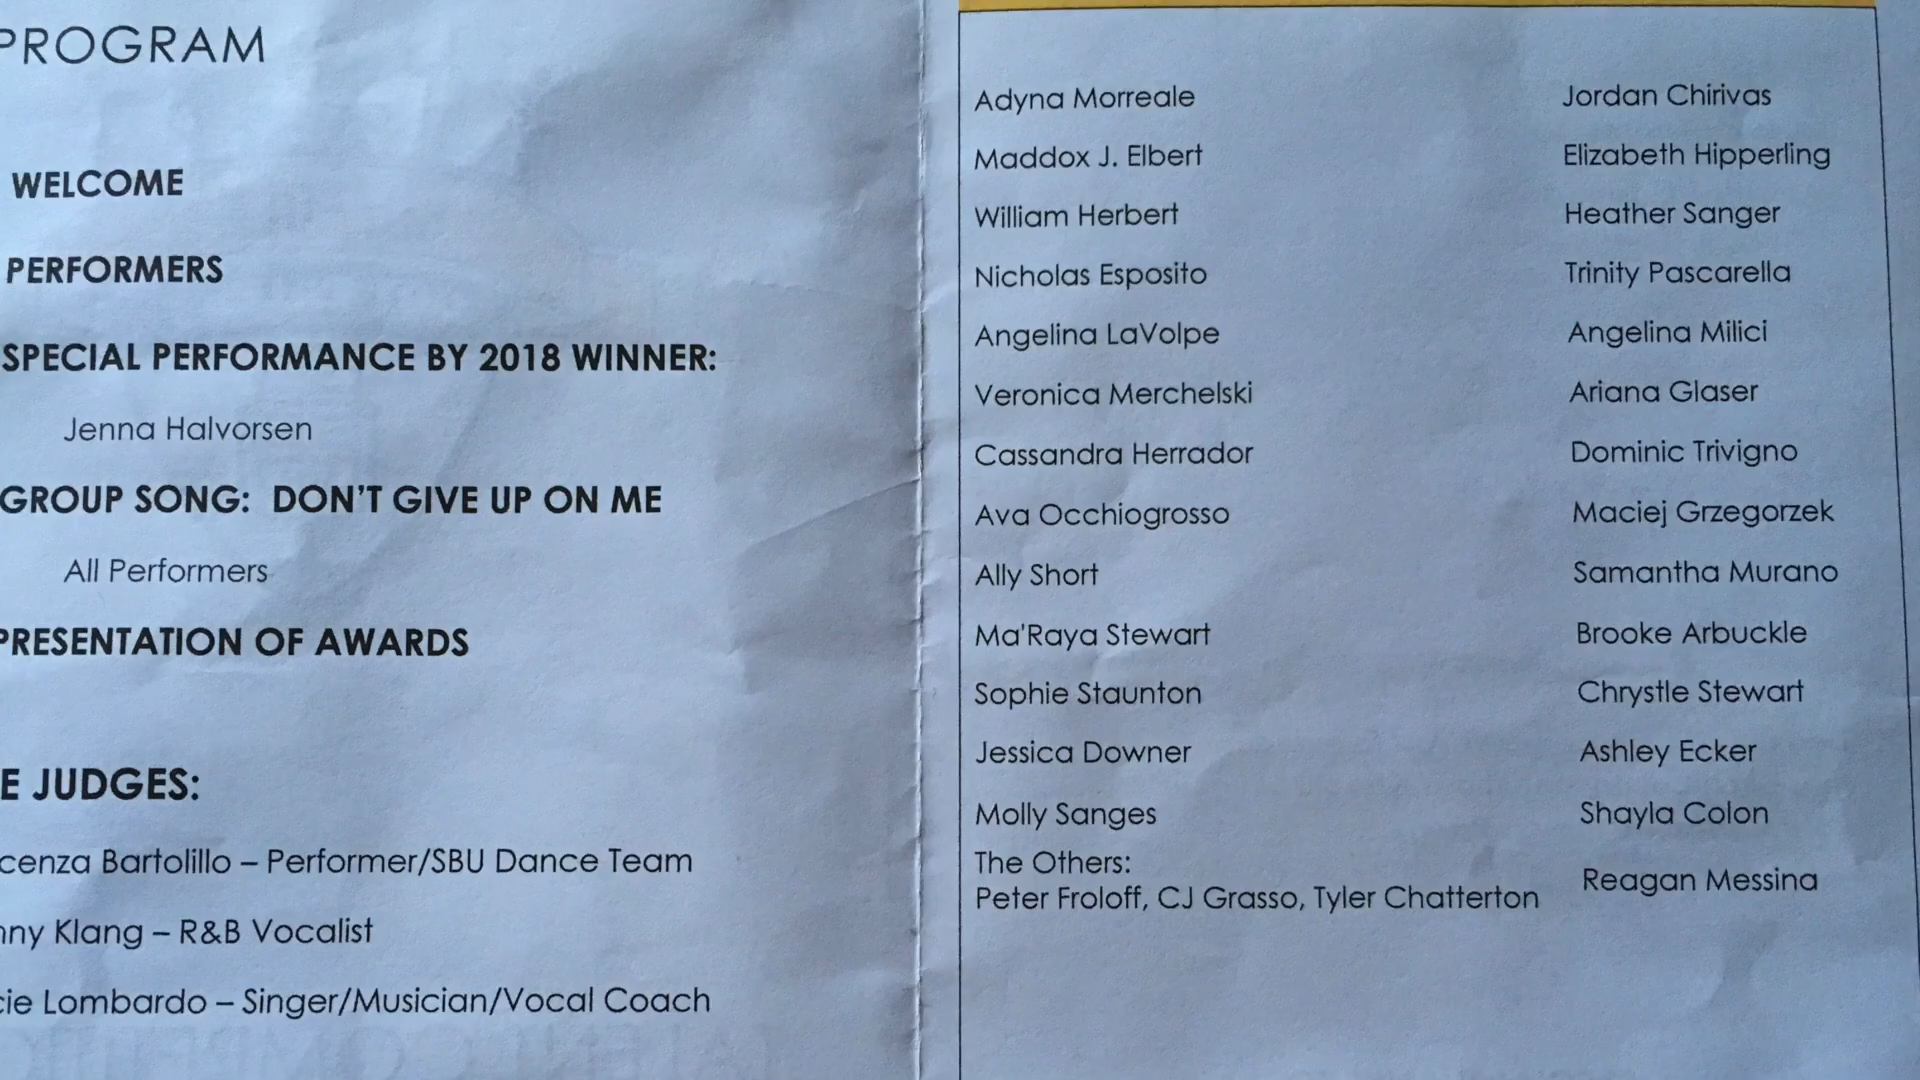 PROGRAM
WELCOME
PERFORMERS
SPECIAL PERFORMANCE BY 2018 WINNER:
Jenna Halvorsen
GROUP SONG: DON'T GIVE UP ON ME
All Performers
PRESENTATION OF AWARDS
E JUDGES:
cenza Bartolillo – Performer/SBU Dance Team
nny Klang – R&B Vocalist
cie Lombardo – Singer/Musician/Vocal Coach
Adyna Morreale
Maddox J. Elbert
William Herbert
Nicholas Esposito
Angelina LaVolpe
Veronica Merchelski
Cassandra Herrador
Ava Occhiogrosso
Ally Short
Ma'Raya Stewart
Sophie Staunton
Jessica Downer
Molly Sanges
The Others:
Peter Froloff, CJ Grasso, Tyler Chatterton
Jordan Chirivas
Elizabeth Hipperling
Heather Sanger
Trinity Pascarella
Angelina Milici
Ariana Glaser
Dominic Trivigno
Maciej Grzegorzek
Samantha Murano
Brooke Arbuckle
Chrystle Stewart
Ashley Ecker
Shayla Colon
Reagan Messina